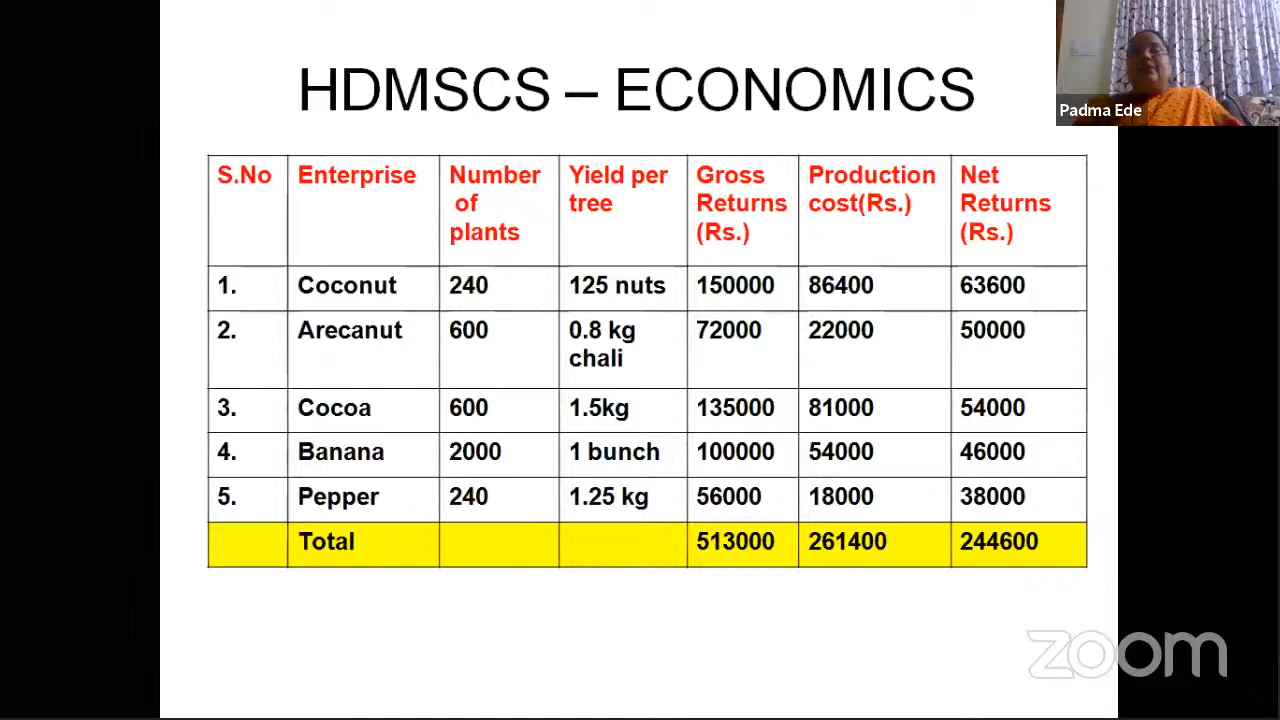 HDMSCS – ECONOMICS
Padma Ede
S.No Enterprise Number of plants Yield per tree Gross Returns (Rs.) Production cost(Rs.) Net Returns (Rs.)
1. Coconut 240 125 nuts 150000 86400 63600
2. Arecanut 600 0.8 kg chali 72000 22000 50000
3. Cocoa 600 1.5kg 135000 81000 54000
4. Banana 2000 1 bunch 100000 54000 46000
5. Pepper 240 1.25 kg 56000 18000 38000
Total 513000 261400 244600
zoom